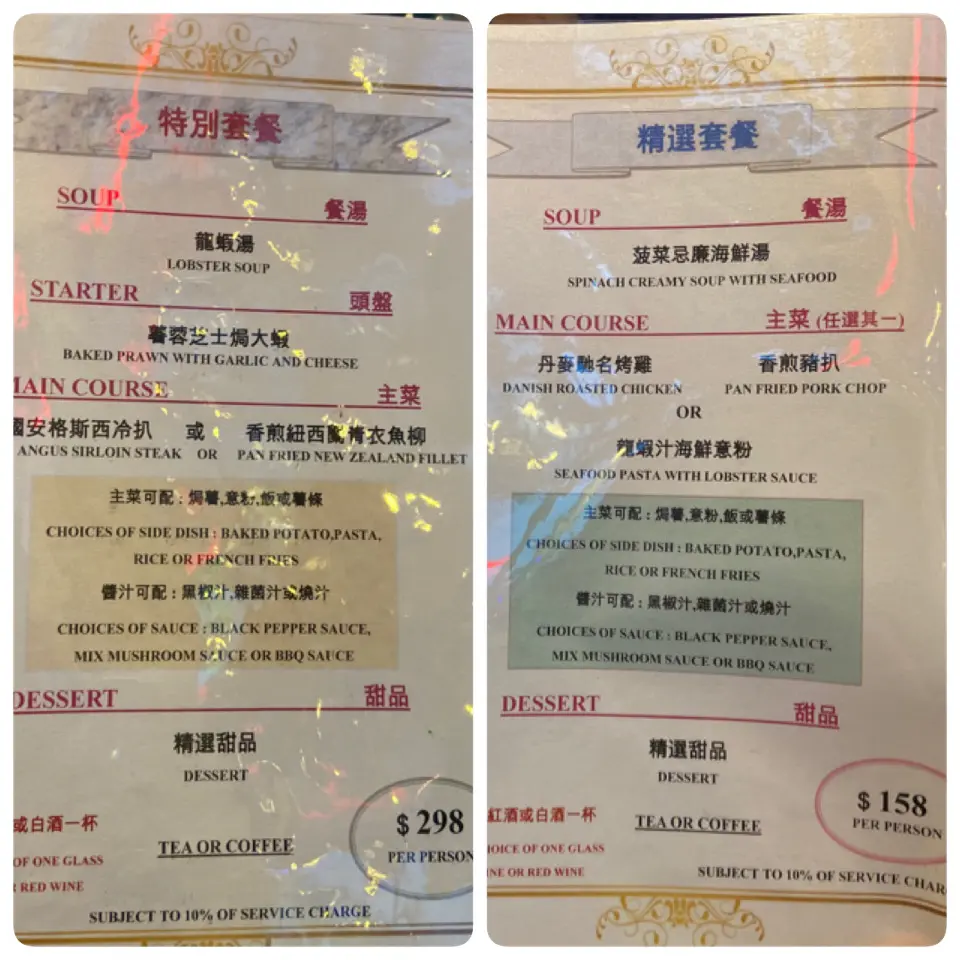 特別套餐
SOUP 餐湯
龍蝦湯
LOBSTER SOUP
STARTER 頭盤
薯蓉芝士焗大蝦
BAKED PRAWN WITH GARLIC AND CHEESE
MAIN COURSE 主菜
國安格斯西冷扒 或 香煎紐西蘭青衣魚柳
ANGUS SIRLOIN STEAK OR PAN FRIED NEW ZEALAND FILLET
主菜可配：焗薯,意粉,飯或薯條
CHOICES OF SIDE DISH : BAKED POTATO,PASTA,
RICE OR FRENCH FRIES
醬汁可配：黑椒汁,雜菌汁或燒汁
CHOICES OF SAUCE : BLACK PEPPER SAUCE,
MIX MUSHROOM SAUCE OR BBQ SAUCE
DESSERT 甜品
精選甜品
DESSERT
或白酒一杯
OF ONE GLASS
OR RED WINE
TEA OR COFFEE
$ 298
PER PERSON
SUBJECT TO 10% OF SERVICE CHARGE
精選套餐
SOUP 餐湯
菠菜忌廉海鮮湯
SPINACH CREAMY SOUP WITH SEAFOOD
MAIN COURSE 主菜 (任選其一)
丹麥馳名烤雞 香煎豬扒
DANISH ROASTED CHICKEN PAN FRIED PORK CHOP
OR
龍蝦汁海鮮意粉
SEAFOOD PASTA WITH LOBSTER SAUCE
主菜可配：焗薯,意粉,飯或薯條
CHOICES OF SIDE DISH : BAKED POTATO,PASTA,
RICE OR FRENCH FRIES
醬汁可配：黑椒汁,雜菌汁或燒汁
CHOICES OF SAUCE : BLACK PEPPER SAUCE,
MIX MUSHROOM SAUCE OR BBQ SAUCE
DESSERT 甜品
精選甜品
DESSERT
紅酒或白酒一杯
HOICE OF ONE GLASS
INE OR RED WINE
TEA OR COFFEE
$ 158
PER PERSON
SUBJECT TO 10% OF SERVICE CHAR